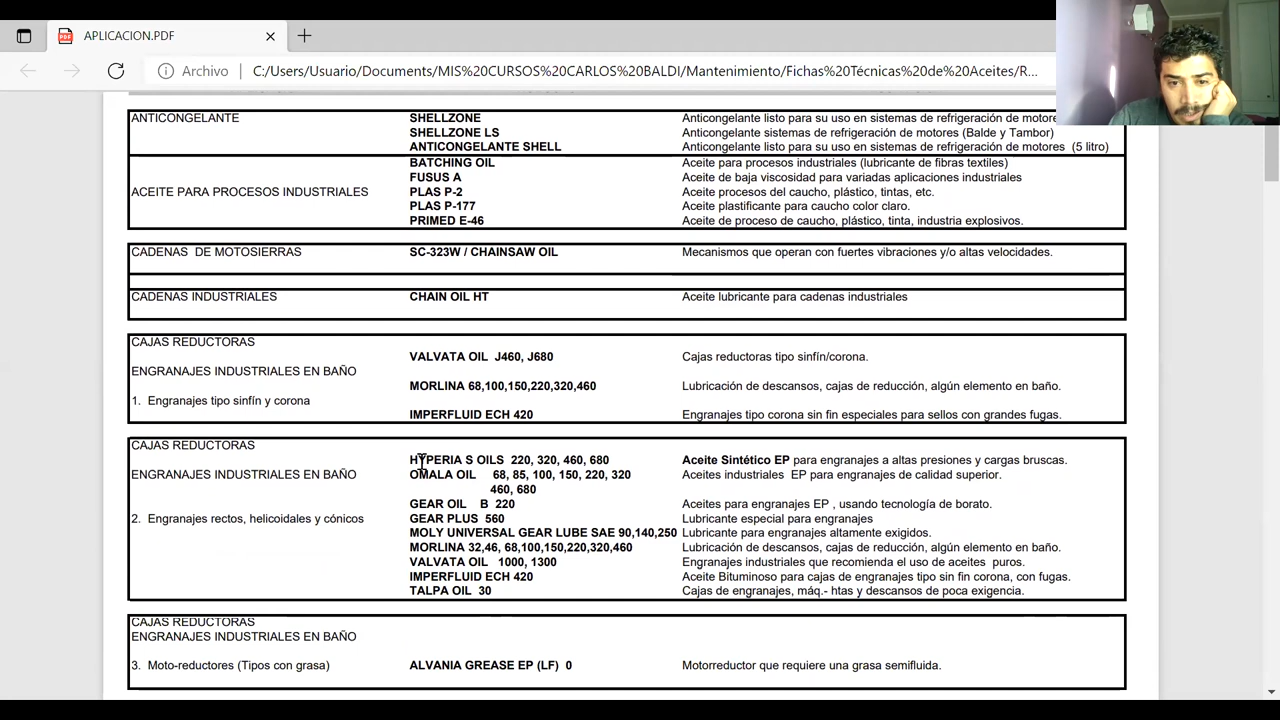 APLICACION.PDF
Archivo C:/Users/Usuario/Documents/MIS%20CURSOS%20CARLOS%20BALDI/Mantenimiento/Fichas%20Técnicas%20de%20Aceites/R...
ANTICONGELANTE SHELLZONE Anticongelante listo para su uso en sistemas de refrigeración de motores
SHELLZONE LS Anticongelante sistemas de refrigeración de motores (Balde y Tambor)
ANTICONGELANTE SHELL Anticongelante listo para su uso en sistemas de refrigeración de motores (5 litro)
BATCHING OIL Aceite para procesos industriales (lubricante de fibras textiles)
FUSUS A Aceite de baja viscosidad para variadas aplicaciones industriales
ACEITE PARA PROCESOS INDUSTRIALES PLAS P-2 Aceite procesos del caucho, plástico, tintas, etc.
PLAS P-177 Aceite plastificante para caucho color claro.
PRIMED E-46 Aceite de proceso de caucho, plástico, tinta, industria explosivos.
CADENAS DE MOTOSIERRAS SC-323W / CHAINSAW OIL Mecanismos que operan con fuertes vibraciones y/o altas velocidades.
CADENAS INDUSTRIALES CHAIN OIL HT Aceite lubricante para cadenas industriales
CAJAS REDUCTORAS
VALVATA OIL J460, J680 Cajas reductoras tipo sinfín/corona.
ENGRANAJES INDUSTRIALES EN BAÑO
MORLINA 68,100,150,220,320,460 Lubricación de descansos, cajas de reducción, algún elemento en baño.
1. Engranajes tipo sinfín y corona
IMPERFLUID ECH 420 Engranajes tipo corona sin fin especiales para sellos con grandes fugas.
CAJAS REDUCTORAS
HYPERIA S OILS 220, 320, 460, 680 Aceite Sintético EP para engranajes a altas presiones y cargas bruscas.
ENGRANAJES INDUSTRIALES EN BAÑO OMALA OIL 68, 85, 100, 150, 220, 320 Aceites industriales EP para engranajes de calidad superior.
460, 680
GEAR OIL B 220 Aceites para engranajes EP , usando tecnología de borato.
2. Engranajes rectos, helicoidales y cónicos GEAR PLUS 560 Lubricante especial para engranajes
MOLY UNIVERSAL GEAR LUBE SAE 90,140,250 Lubricante para engranajes altamente exigidos.
MORLINA 32,46, 68,100,150,220,320,460 Lubricación de descansos, cajas de reducción, algún elemento en baño.
VALVATA OIL 1000, 1300 Engranajes industriales que recomienda el uso de aceites puros.
IMPERFLUID ECH 420 Aceite Bituminoso para cajas de engranajes tipo sin fin corona, con fugas.
TALPA OIL 30 Cajas de engranajes, máq.- htas y descansos de poca exigencia.
CAJAS REDUCTORAS
ENGRANAJES INDUSTRIALES EN BAÑO
3. Moto-reductores (Tipos con grasa) ALVANIA GREASE EP (LF) 0 Motorreductor que requiere una grasa semifluida.